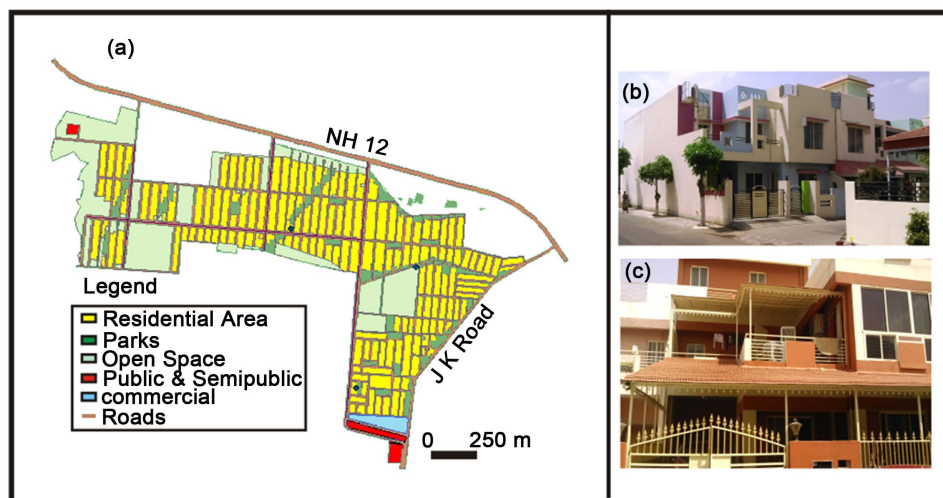 (a)
NH 12
J K Road
Legend
Residential Area
Parks
Open Space
Public & Semipublic
commercial
Roads
0 250 m
(b)
(c)